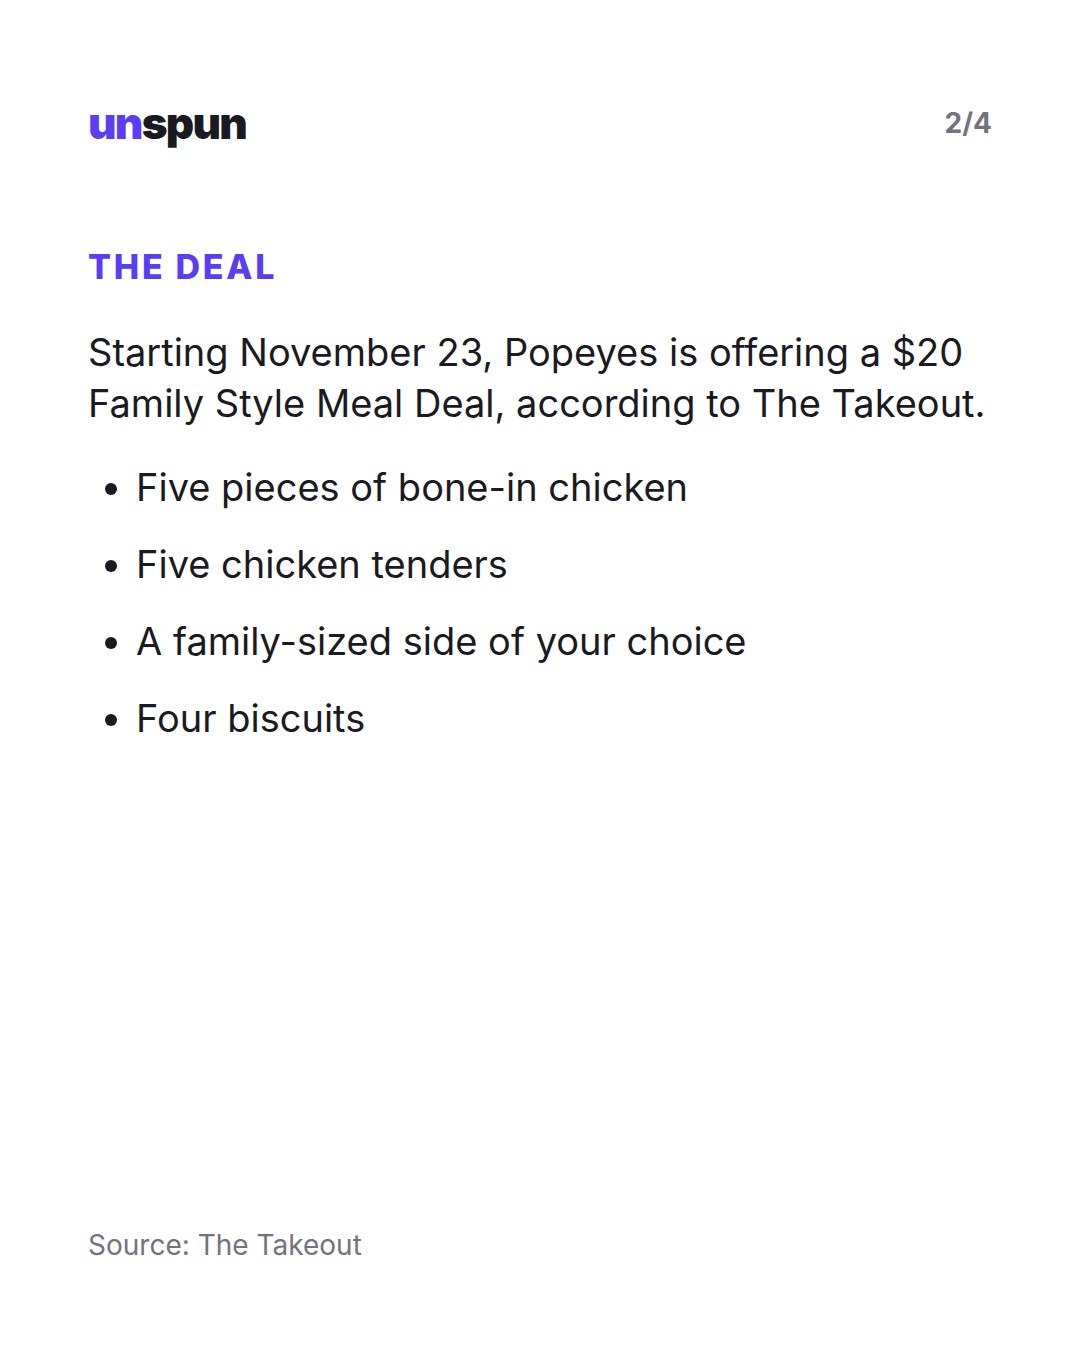 unspun
2/4
THE DEAL
Starting November 23, Popeyes is offering a $20
Family Style Meal Deal, according to The Takeout.
• Five pieces of bone-in chicken
• Five chicken tenders
• A family-sized side of your choice
• Four biscuits
Source: The Takeout